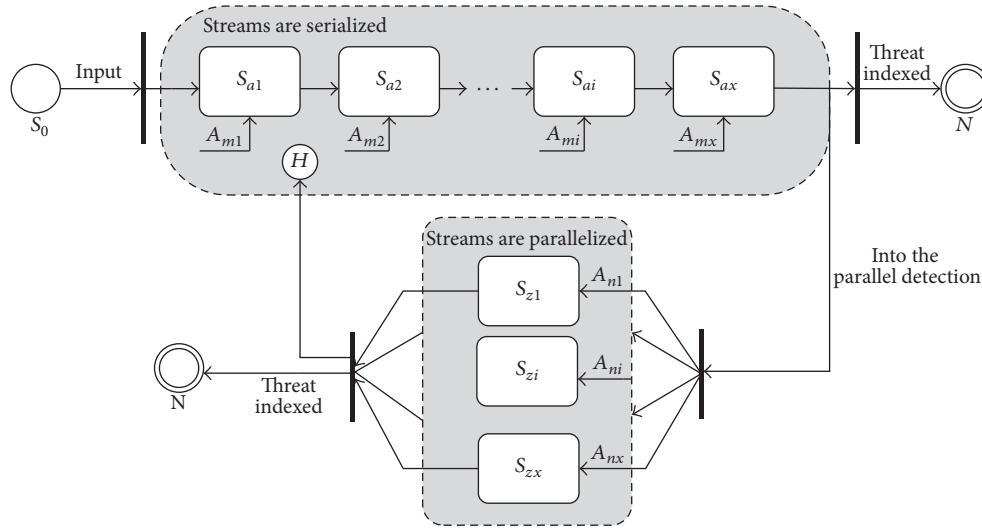 Streams are serialized
Input
S0
Sa1
Sa2
...
Sai
Sax
Am1
Am2
Ami
Amx
Threat
indexed
N
H
Streams are parallelized
Sz1
An1
Szi
Ani
Szx
Anx
Into the
parallel detection
Threat
indexed
N